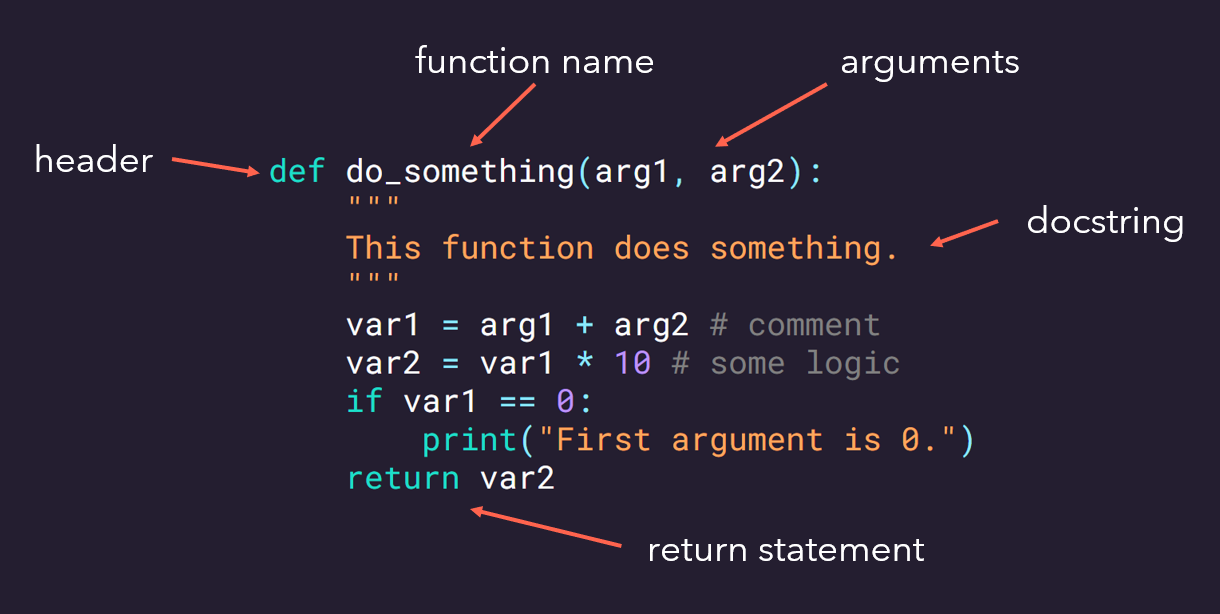 function name
arguments
header
def do_something(arg1, arg2):
"""
This function does something.
"""
docstring
var1 = arg1 + arg2 # comment
var2 = var1 * 10 # some logic
if var1 == 0:
print("First argument is 0.")
return var2
return statement